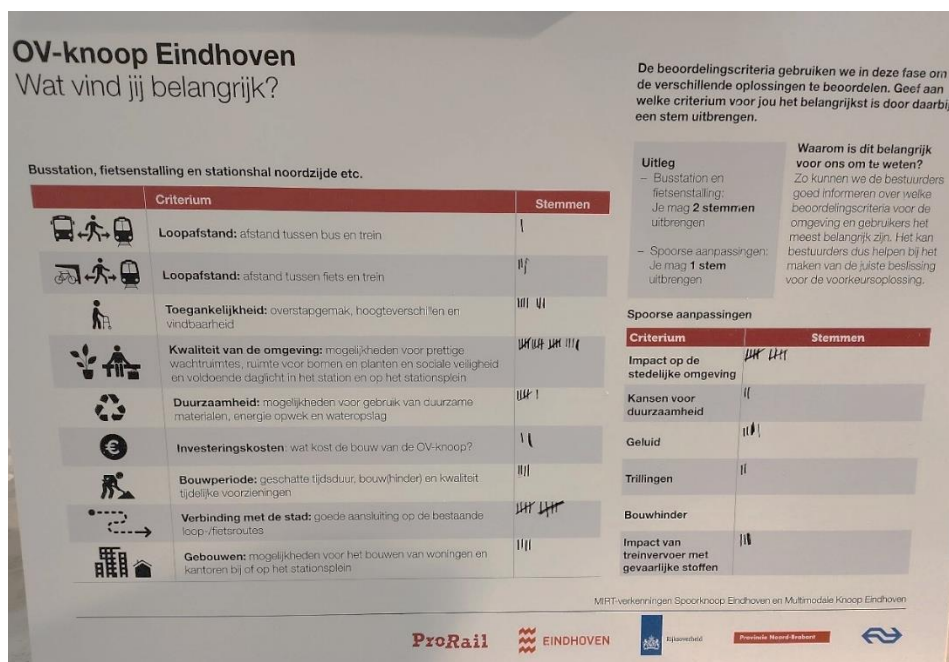 OV-knoop Eindhoven
Wat vind jij belangrijk?
De beoordelingscriteria gebruiken we in deze fase om
de verschillende oplossingen te beoordelen. Geef aan
welke criterium voor jou het belangrijkst is door daarbij
een stem uitbrengen.
Uitleg
– Busstation en
fietsenstalling:
Je mag 2 stemmen
uitbrengen
– Spoorse aanpassingen:
Je mag 1 stem
uitbrengen
Waarom is dit belangrijk
voor ons om te weten?
Zo kunnen we de bestuurders
goed informeren over welke
beoordelingscriteria voor de
omgeving en gebruikers het
meest belangrijk zijn. Het kan
bestuurders dus helpen bij het
maken van de juiste beslissing
voor de voorkeursoplossing.
Busstation, fietsenstalling en stationshal noordzijde etc.
Criterium Stemmen
Loopafstand: afstand tussen bus en trein
Loopafstand: afstand tussen fiets en trein
Toegankelijkheid: overstapgemak, hoogteverschillen en
vindbaarheid
Kwaliteit van de omgeving: mogelijkheden voor prettige
wachtruimtes, ruimte voor bomen en planten en sociale veiligheid
en voldoende daglicht in het station en op het stationsplein
Duurzaamheid: mogelijkheden voor gebruik van duurzame
materialen, energie opwek en wateropslag
Investeringskosten: wat kost de bouw van de OV-knoop?
Bouwperiode: geschatte tijdsduur, bouw(hinder) en kwaliteit
tijdelijke voorzieningen
Verbinding met de stad: goede aansluiting op de bestaande
loop-/fietsroutes
Gebouwen: mogelijkheden voor het bouwen van woningen en
kantoren bij of op het stationsplein
Spoorse aanpassingen
Criterium Stemmen
Impact op de
stedelijke omgeving
Kansen voor
duurzaamheid
Geluid
Trillingen
Bouwhinder
Impact van
treinvervoer met
gevaarlijke stoffen
MIRT-verkenningen Spoorknoop Eindhoven en Multimodale Knoop Eindhoven
ProRail
EINDHOVEN
Rijksoverheid
Provincie Noord-Brabant